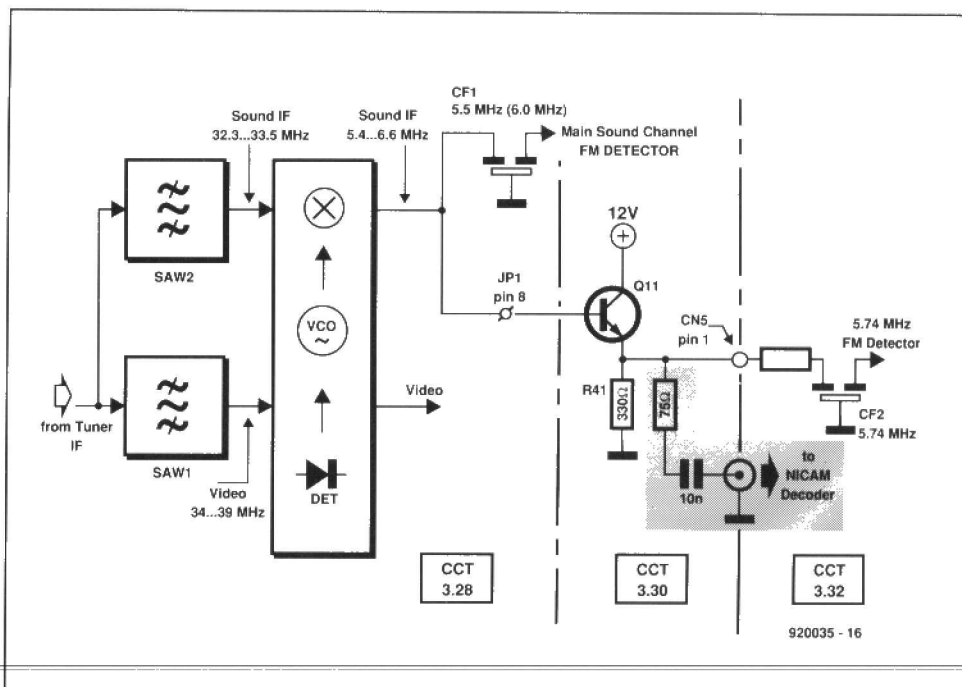 CF1
5.5 MHz (6.0 MHz)
Sound IF
32.3...33.5 MHz
Sound IF
5.4...6.6 MHz
Main Sound Channel
FM DETECTOR
12V
SAW2
JP1
pin 8
Q11
VCO
~
CN5
pin 1
5.74 MHz
FM Detector
R41
330Ω
75Ω
from Tuner
IF
Video
CF2
5.74 MHz
SAW1
to
NICAM
Decoder
Video
34...39 MHz
DET
10n
CCT
3.28
CCT
3.30
CCT
3.32
920035 - 16